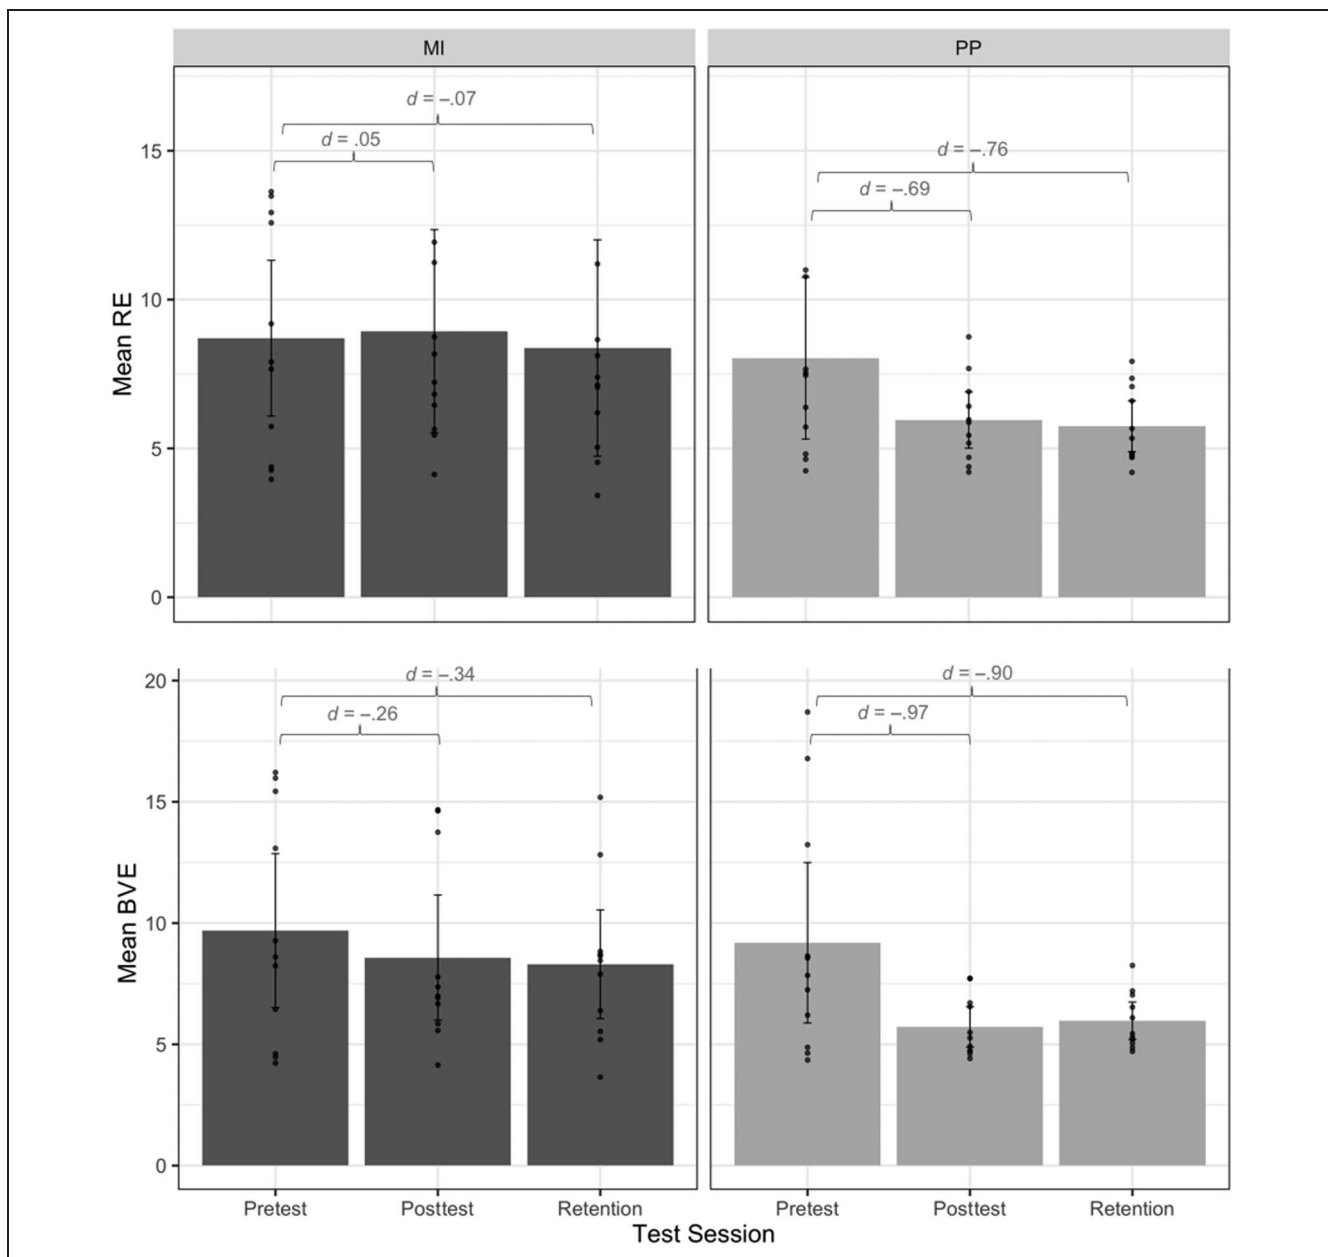 MI
PP
d = –.07
d = .05
d = –.76
d = –.69
15
10
5
0
Mean RE
d = –.34
d = –.26
d = –.90
d = –.97
20
15
10
5
0
Mean BVE
Pretest Posttest Retention Pretest Posttest Retention
Test Session